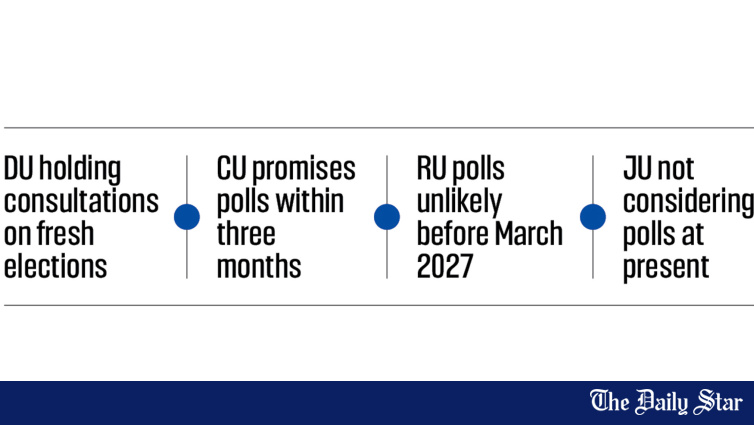 DU holding
consultations
on fresh
elections
CU promises
polls within
three
months
RU polls
unlikely
before March
2027
JU not
considering
polls at
present
The Daily Star